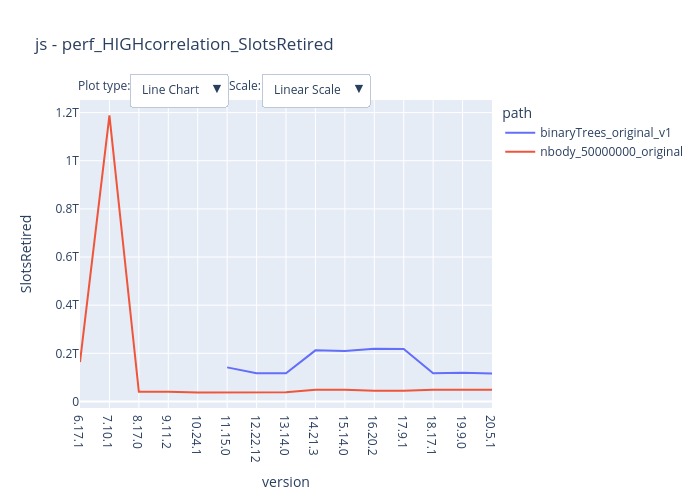 js - perf_HIGHcorrelation_SlotsRetired
Plot type: Line Chart ▼ Scale: Linear Scale ▼
path
binaryTrees_original_v1
nbody_50000000_original
SlotsRetired
1.2T
1T
0.8T
0.6T
0.4T
0.2T
0
6.17.1
7.10.1
8.17.0
9.11.2
10.24.1
11.15.0
12.22.12
13.14.0
14.21.3
15.14.0
16.20.2
17.9.1
18.17.1
19.9.0
20.5.1
version